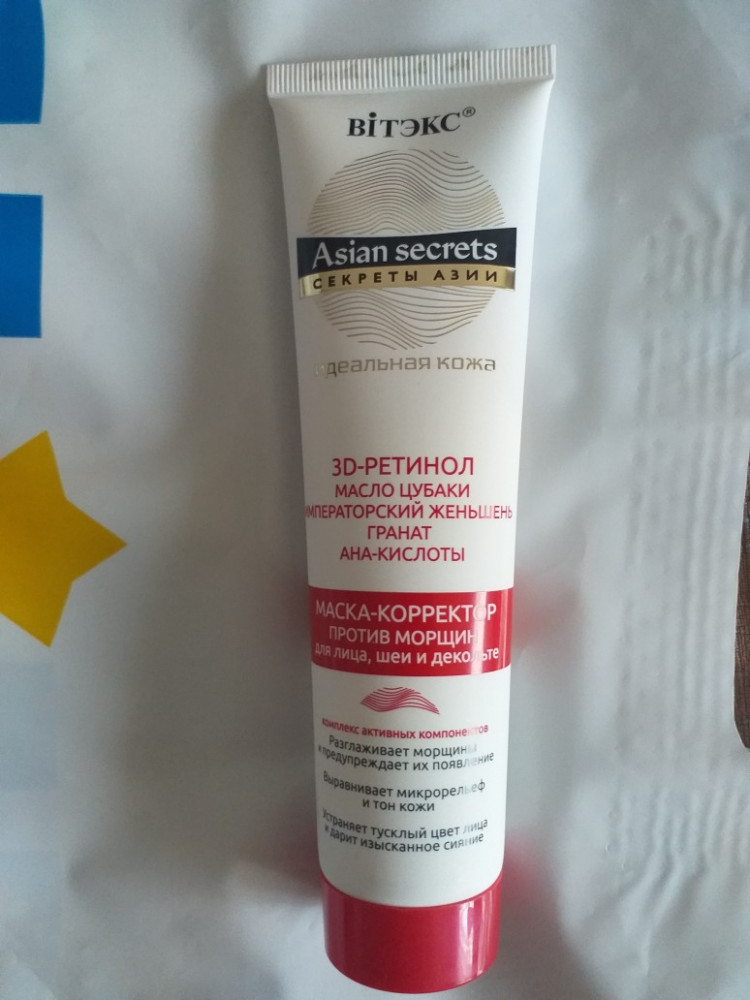 ВIТЭКС®
Asian secrets
СЕКРЕТЫ АЗИИ
идеальная кожа
3D-РЕТИНОЛ
МАСЛО ЦУБАКИ
ИМПЕРАТОРСКИЙ ЖЕНЬШЕНЬ
ГРАНАТ
АНА-КИСЛОТЫ
МАСКА-КОРРЕКТОР
ПРОТИВ МОРЩИН
для лица, шеи и декольте
комплекс активных компонентов
Разглаживает морщины
и предупреждает их появление
Выравнивает микрорельеф
и тон кожи
Устраняет тусклый цвет лица
и дарит изысканное сияние